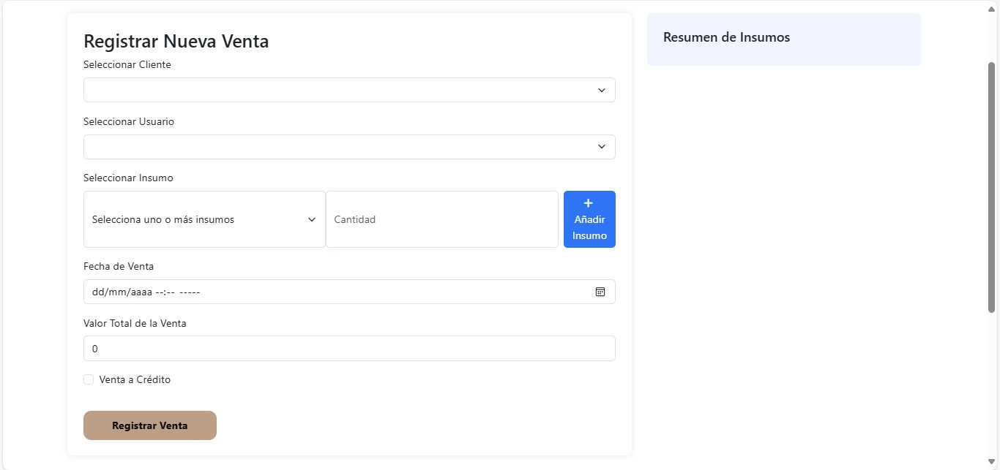 Registrar Nueva Venta
Seleccionar Cliente
Seleccionar Usuario
Seleccionar Insumo
Selecciona uno o más insumos
Cantidad
+
Añadir
Insumo
Fecha de Venta
dd/mm/aaaa --:-- -----
Valor Total de la Venta
0
Venta a Crédito
Registrar Venta
Resumen de Insumos